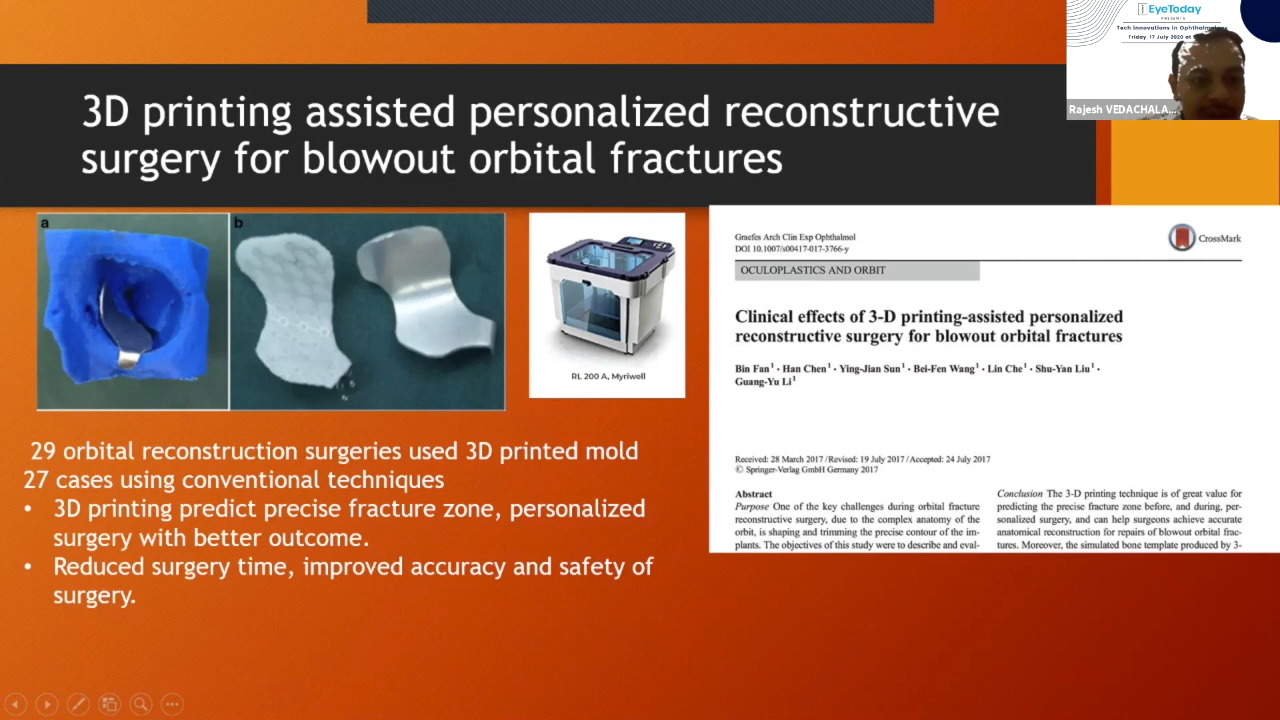 EyeToday
PRESENTS
Tech Innovations in Ophthalmology
Friday 17 July 2020 at
Rajesh VEDACHALA...
3D printing assisted personalized reconstructive
surgery for blowout orbital fractures
a
b
RL 200 A, Myriwell
29 orbital reconstruction surgeries used 3D printed mold
27 cases using conventional techniques
• 3D printing predict precise fracture zone, personalized
surgery with better outcome.
• Reduced surgery time, improved accuracy and safety of
surgery.
Graefes Arch Clin Exp Ophthalmol
DOI 10.1007/s00417-017-3766-y
CrossMark
OCULOPLASTICS AND ORBIT
Clinical effects of 3-D printing-assisted personalized
reconstructive surgery for blowout orbital fractures
Bin Fan¹ · Han Chen¹ · Ying-Jian Sun¹ · Bei-Fen Wang¹ · Lin Che¹ · Shu-Yan Liu¹ ·
Guang-Yu Li¹
Received: 28 March 2017 / Revised: 19 July 2017 / Accepted: 24 July 2017
© Springer-Verlag GmbH Germany 2017
Abstract
Purpose One of the key challenges during orbital fracture
reconstructive surgery, due to the complex anatomy of the
orbit, is shaping and trimming the precise contour of the im-
plants. The objectives of this study were to describe and eval-
Conclusion The 3-D printing technique is of great value for
predicting the precise fracture zone before, and during, per-
sonalized surgery, and can help surgeons achieve accurate
anatomical reconstruction for repairs of blowout orbital frac-
tures. Moreover, the simulated bone template produced by 3-